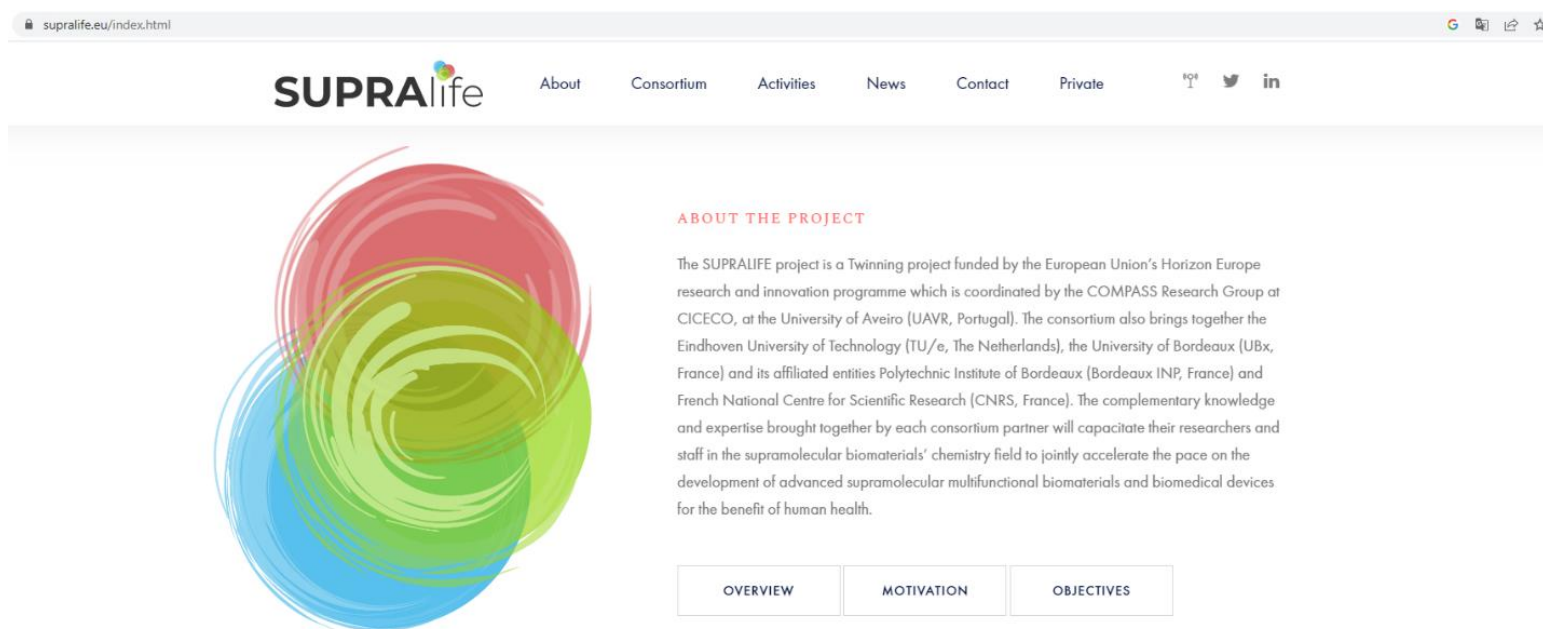 supralife.eu/index.html
SUPRAlife
About Consortium Activities News Contact Private
ABOUT THE PROJECT
The SUPRALIFE project is a Twinning project funded by the European Union's Horizon Europe
research and innovation programme which is coordinated by the COMPASS Research Group at
CICECO, at the University of Aveiro (UAVR, Portugal). The consortium also brings together the
Eindhoven University of Technology (TU/e, The Netherlands), the University of Bordeaux (UBx,
France) and its affiliated entities Polytechnic Institute of Bordeaux (Bordeaux INP, France) and
French National Centre for Scientific Research (CNRS, France). The complementary knowledge
and expertise brought together by each consortium partner will capacitate their researchers and
staff in the supramolecular biomaterials' chemistry field to jointly accelerate the pace on the
development of advanced supramolecular multifunctional biomaterials and biomedical devices
for the benefit of human health.
OVERVIEW MOTIVATION OBJECTIVES